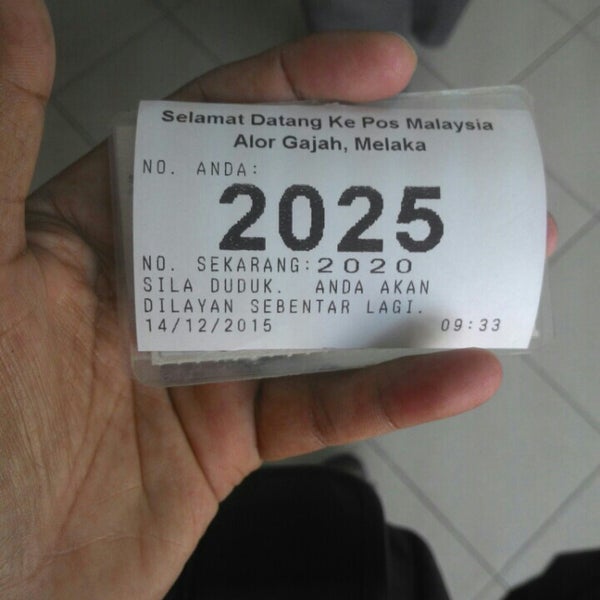 Selamat Datang Ke Pos Malaysia
Alor Gajah, Melaka
NO. ANDA:
2025
NO. SEKARANG:2020
SILA DUDUK. ANDA AKAN
DILAYAN SEBENTAR LAGI.
14/12/2015 09:33